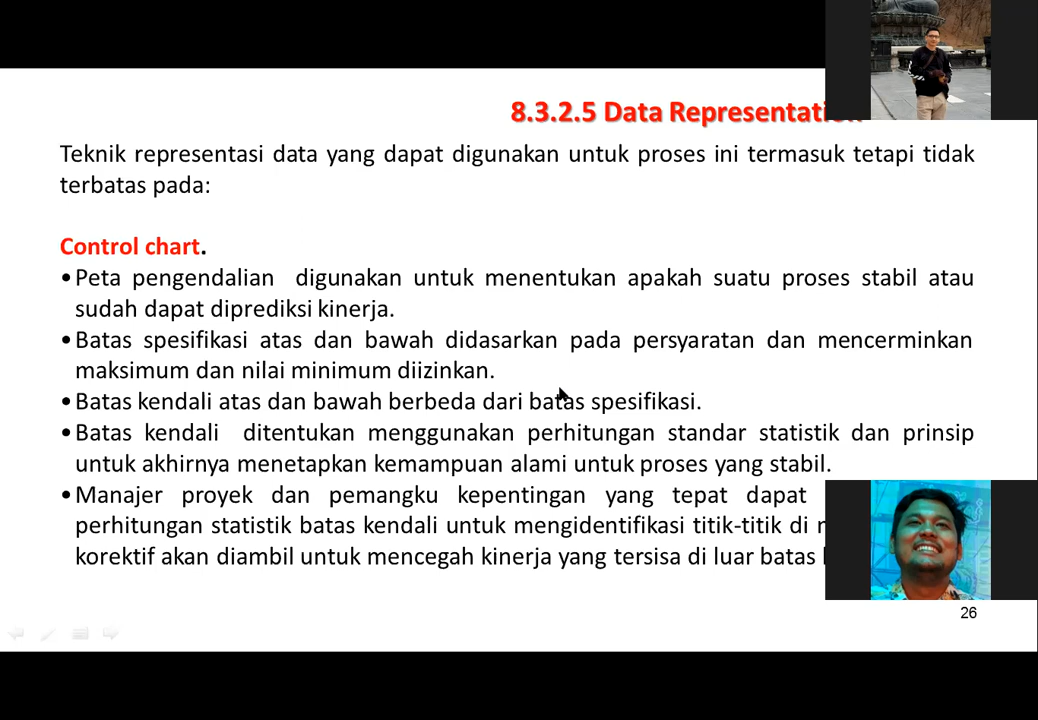 8.3.2.5 Data Representation
Teknik representasi data yang dapat digunakan untuk proses ini termasuk tetapi tidak
terbatas pada:
Control chart.
•Peta pengendalian digunakan untuk menentukan apakah suatu proses stabil atau
sudah dapat diprediksi kinerja.
•Batas spesifikasi atas dan bawah didasarkan pada persyaratan dan mencerminkan
maksimum dan nilai minimum diizinkan.
•Batas kendali atas dan bawah berbeda dari batas spesifikasi.
•Batas kendali ditentukan menggunakan perhitungan standar statistik dan prinsip
untuk akhirnya menetapkan kemampuan alami untuk proses yang stabil.
•Manajer proyek dan pemangku kepentingan yang tepat dapat
perhitungan statistik batas kendali untuk mengidentifikasi titik-titik di
korektif akan diambil untuk mencegah kinerja yang tersisa di luar batas
26